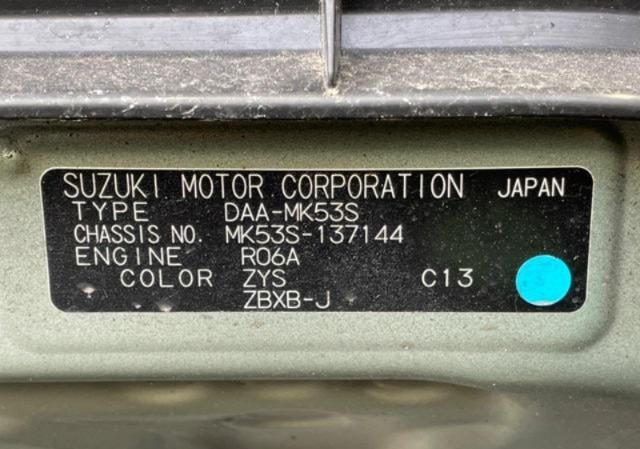 SUZUKI MOTOR CORPORATION JAPAN
TYPE DAA-MK53S
CHASSIS NO. MK53S-137144
ENGINE R06A
COLOR ZYS C13
ZBXB-J